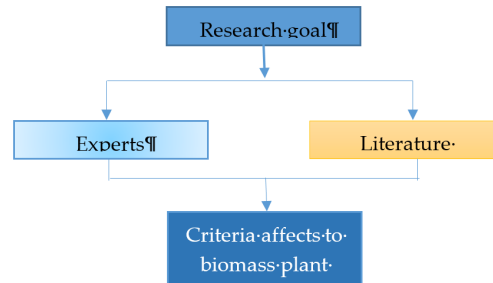 Research·goal¶
Experts¶
Literature·
Criteria·affects·to·
biomass·plant·